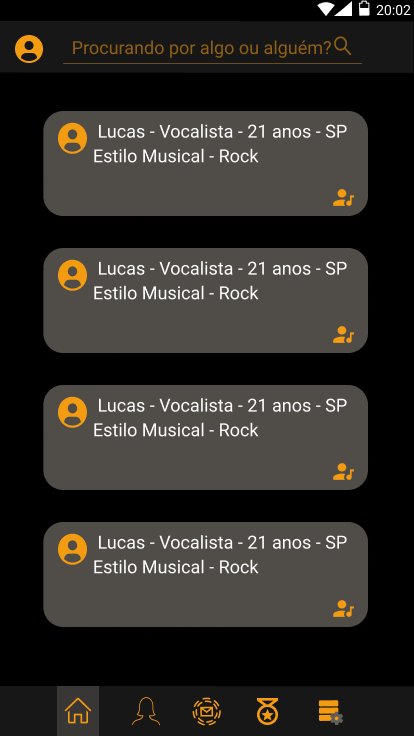 20:02
Procurando por algo ou alguém?
Lucas - Vocalista - 21 anos - SP
Estilo Musical - Rock
Lucas - Vocalista - 21 anos - SP
Estilo Musical - Rock
Lucas - Vocalista - 21 anos - SP
Estilo Musical - Rock
Lucas - Vocalista - 21 anos - SP
Estilo Musical - Rock